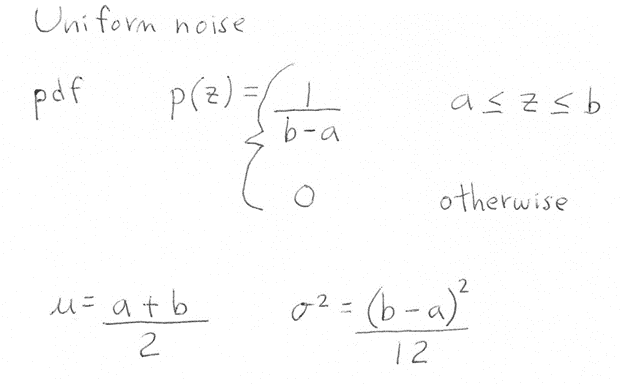 Uniform noise
pdf p(z) = { 1/(b-a) a ≤ z ≤ b
0 otherwise
μ = (a+b)/2 σ² = (b-a)²/12